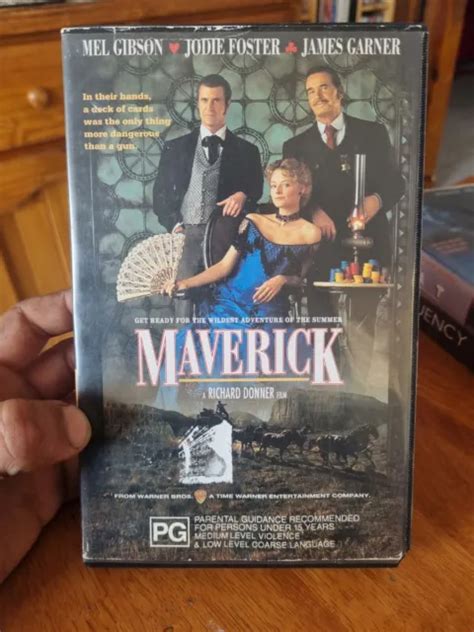 MEL GIBSON ♥ JODIE FOSTER ♣ JAMES GARNER
In their hands,
a deck of cards
was the only thing
more dangerous
than a gun.
GET READY FOR THE WILDEST ADVENTURE OF THE SUMMER
MAVERICK
A RICHARD DONNER FILM
FROM WARNER BROS. A TIME WARNER ENTERTAINMENT COMPANY.
PG
PARENTAL GUIDANCE RECOMMENDED
FOR PERSONS UNDER 15 YEARS
MEDIUM LEVEL VIOLENCE
& LOW LEVEL COARSE LANGUAGE
UENCY